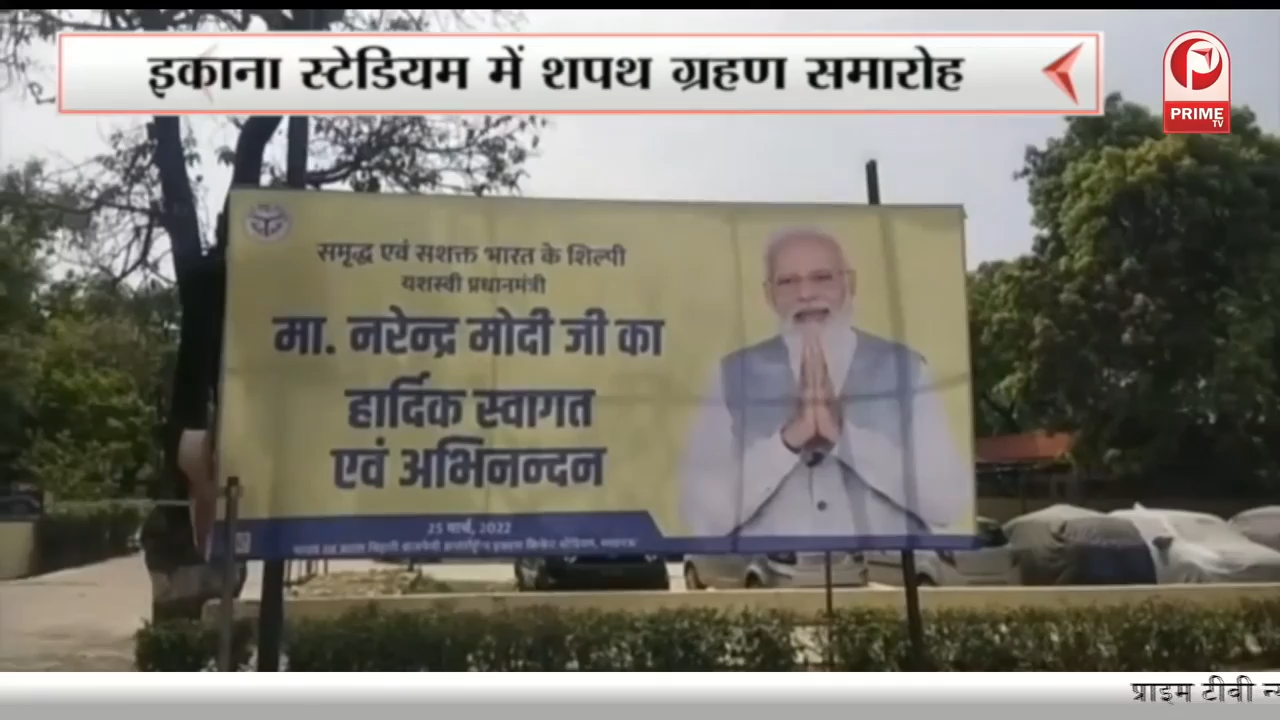 इकाना स्टेडियम में शपथ ग्रहण समारोह
PRIME
TV
समृद्ध एवं सशक्त भारत के शिल्पी
यशस्वी प्रधानमंत्री
मा. नरेन्द्र मोदी जी का
हार्दिक स्वागत
एवं अभिनन्दन
25 मार्च, 2022
प्राइम टीवी न्य